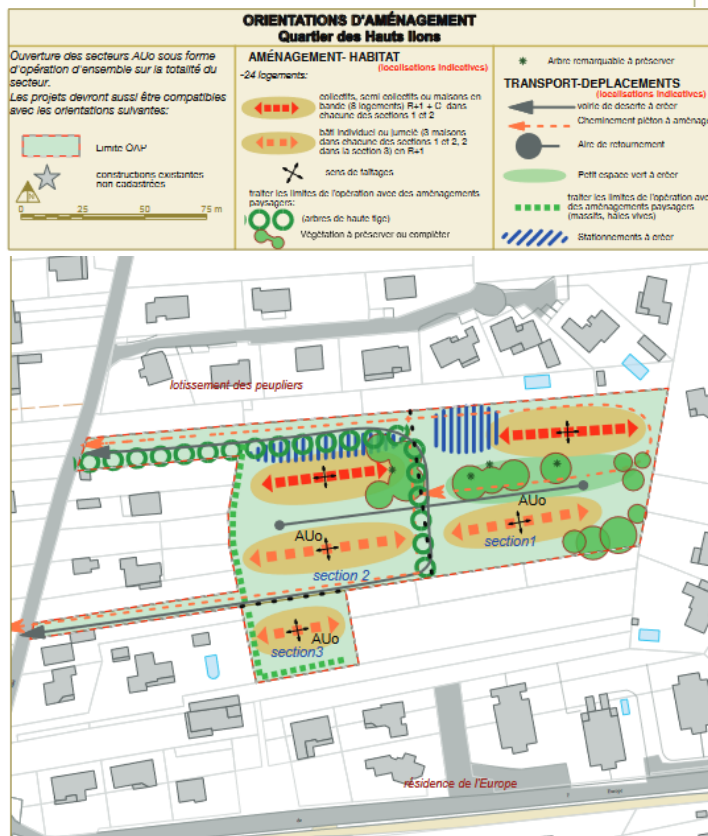 ORIENTATIONS D'AMÉNAGEMENT
Quartier des Hauts lions
Ouverture des secteurs AUo sous forme
d'opération d'ensemble sur la totalité du
secteur.
Les projets devront aussi être compatibles
avec les orientations suivantes:
Limite OAP
constructions existantes
non cadastrées
N
0 25 50 75 m
AMÉNAGEMENT- HABITAT
(localisations indicatives)
-24 logements:
collectifs, semi collectifs ou maisons en
bande (8 logements) R+1 + C dans
chacune des sections 1 et 2
bâti individuel ou jumelé (3 maisons
dans chacune des sections 1 et 2, 2
dans la section 3) en R+1
sens de faîtages
traiter les limites de l'opération avec des aménagements
paysagers:
(arbres de haute tige)
Végétation à préserver ou compléter
Arbre remarquable à préserver
TRANSPORT-DEPLACEMENTS
(localisations indicatives)
voirie de deserte à créer
Cheminement piéton à aménage
Aire de retournement
Petit espace vert à créer
traiter les limites de l'opération avec
des aménagements paysagers
(massifs, haies vives)
Stationnements à créer
lotissement des peupliers
AUo
section1
AUo
section 2
AUo
section3
résidence de l'Europe